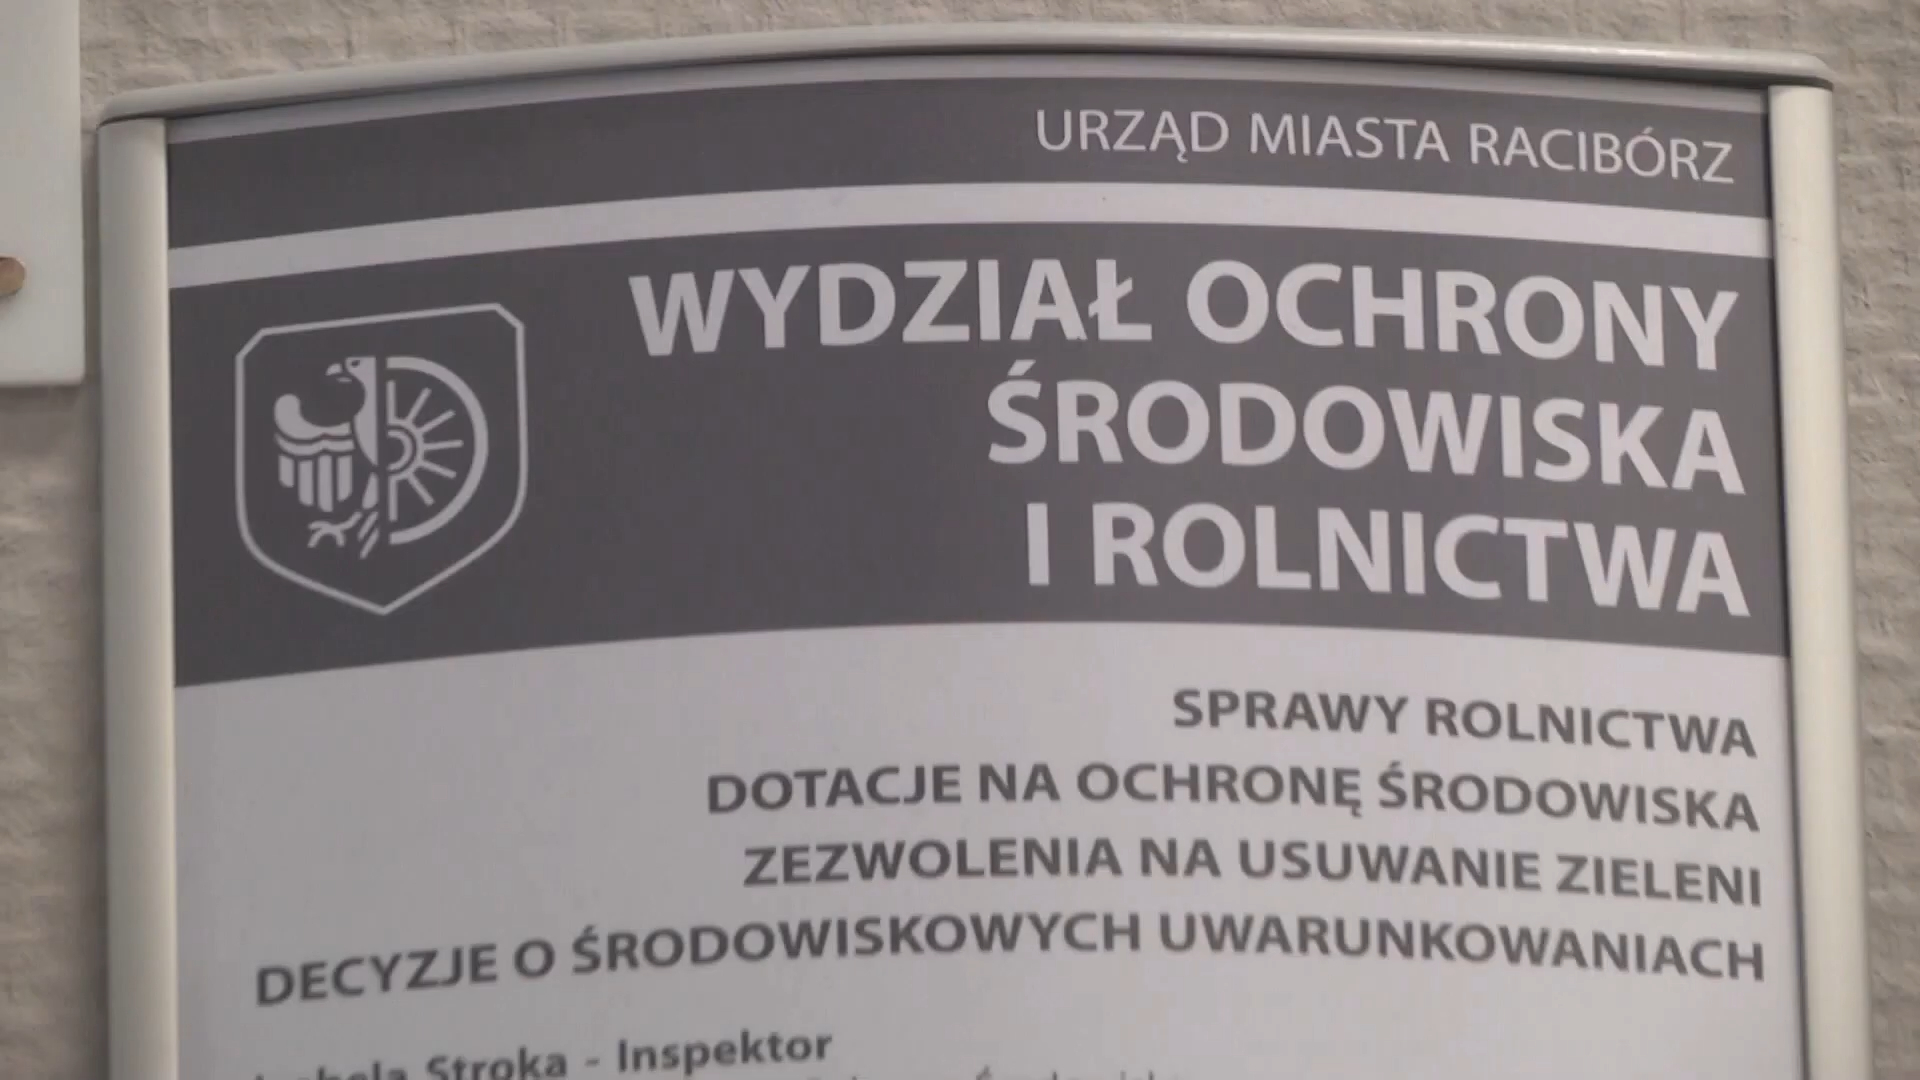 URZĄD MIASTA RACIBÓRZ
WYDZIAŁ OCHRONY
ŚRODOWISKA
I ROLNICTWA
SPRAWY ROLNICTWA
DOTACJE NA OCHRONĘ ŚRODOWISKA
ZEZWOLENIA NA USUWANIE ZIELENI
DECYZJE O ŚRODOWISKOWYCH UWARUNKOWANIACH
Stroka - Inspektor